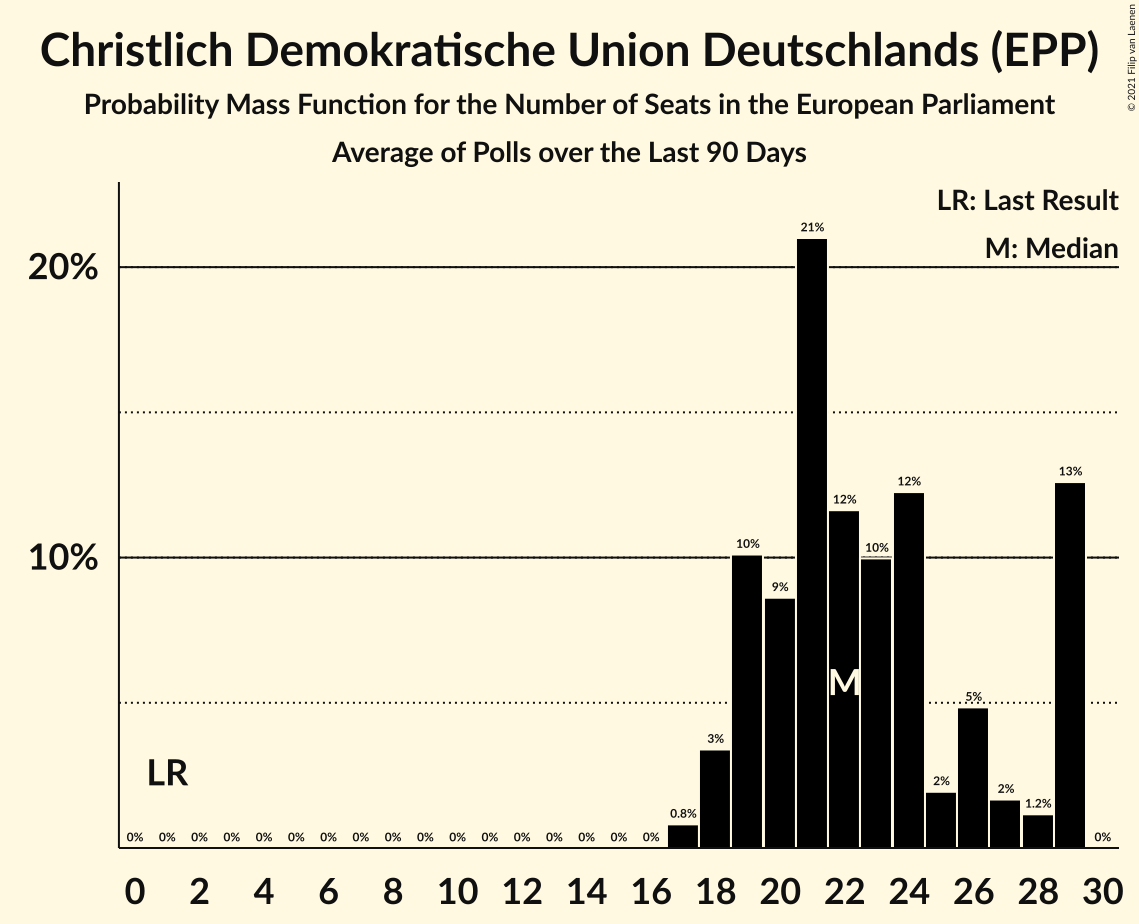 Christlich Demokratische Union Deutschlands (EPP)
Probability Mass Function for the Number of Seats in the European Parliament
Average of Polls over the Last 90 Days
© 2021 Filip van Laenen
LR: Last Result
M: Median
20%
10%
21%
13%
12%
12%
10%
10%
9%
M
5%
3%
LR
2%
2%
1.2%
0.8%
0% 0% 0% 0% 0% 0% 0% 0% 0% 0% 0% 0% 0% 0% 0% 0% 0% 0%
0 2 4 6 8 10 12 14 16 18 20 22 24 26 28 30